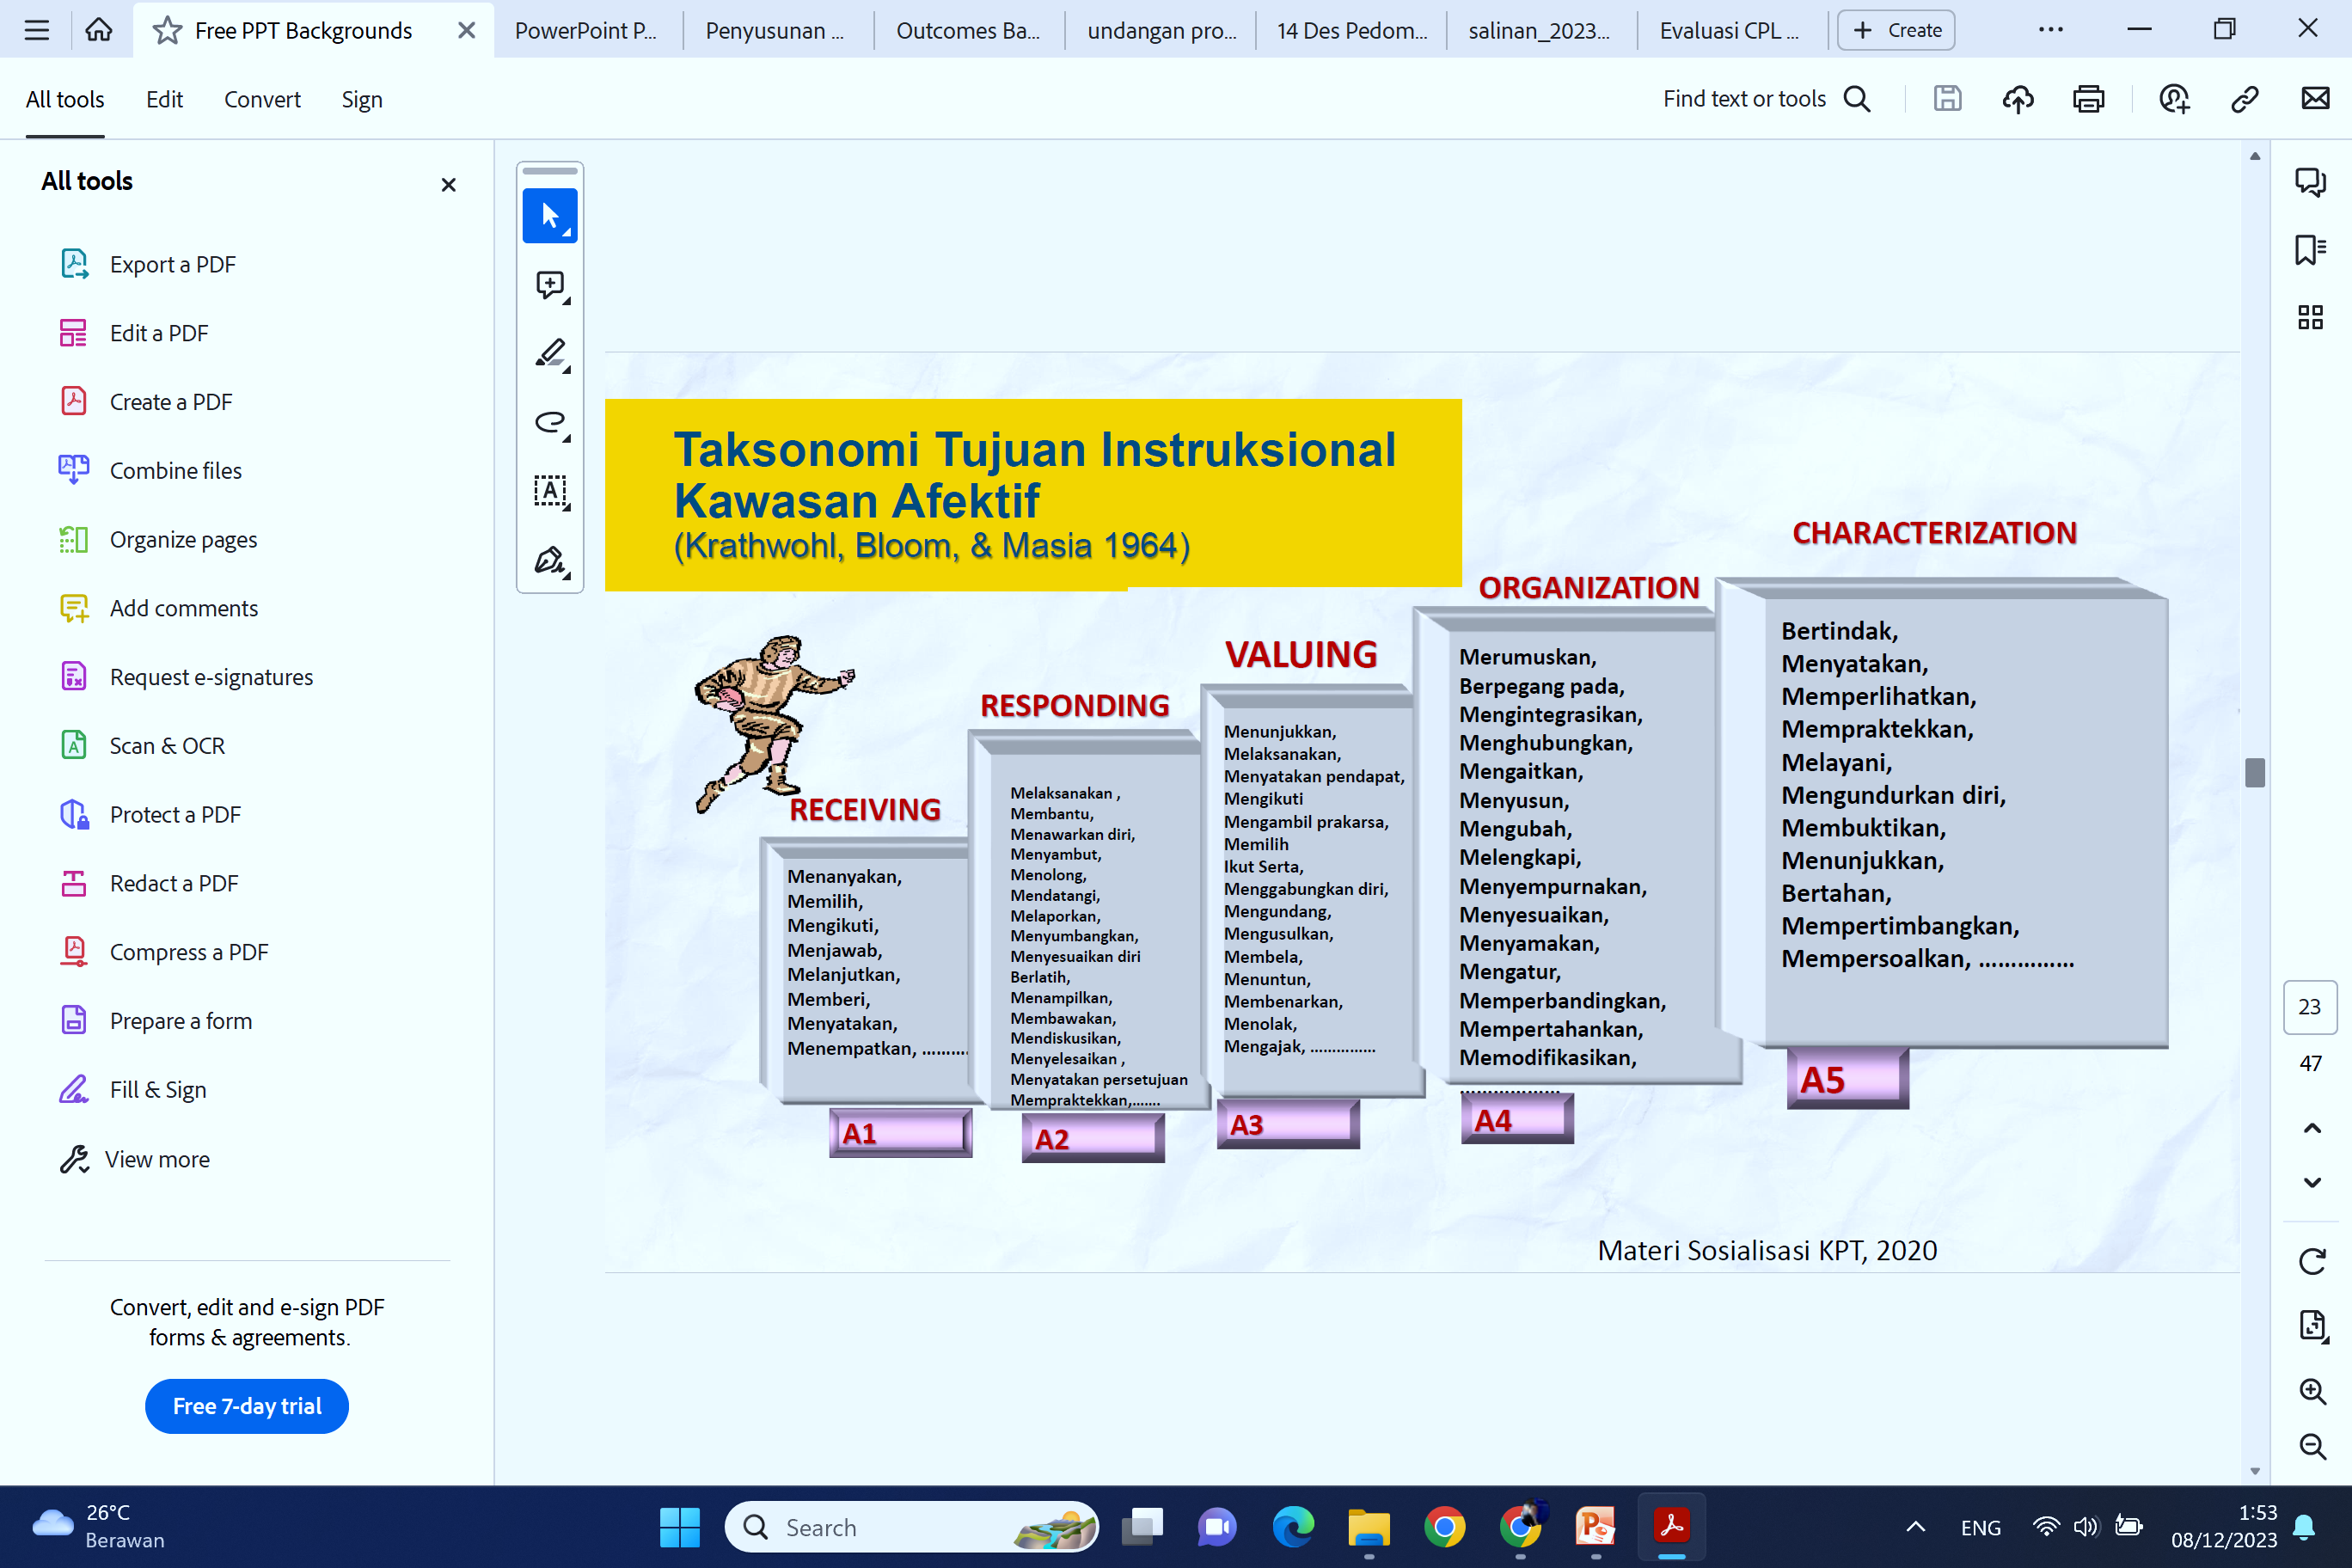 Free PPT Backgrounds
PowerPoint P...
Penyusunan ...
Outcomes Ba...
undangan pro...
14 Des Pedom...
salinan_2023...
Evaluasi CPL ...
Create
All tools
Edit
Convert
Sign
Find text or tools
All tools
Export a PDF
Edit a PDF
Create a PDF
Combine files
Organize pages
Add comments
Request e-signatures
Scan & OCR
Protect a PDF
Redact a PDF
Compress a PDF
Prepare a form
Fill & Sign
View more
Convert, edit and e-sign PDF
forms & agreements.
Free 7-day trial
Taksonomi Tujuan Instruksional
Kawasan Afektif
(Krathwohl, Bloom, & Masia 1964)
RECEIVING
Menanyakan,
Memilih,
Mengikuti,
Menjawab,
Melanjutkan,
Memberi,
Menyatakan,
Menempatkan, ..........
A1
RESPONDING
Melaksanakan ,
Membantu,
Menawarkan diri,
Menyambut,
Menolong,
Mendatangi,
Melaporkan,
Menyumbangkan,
Menyesuaikan diri
Berlatih,
Menampilkan,
Membawakan,
Mendiskusikan,
Menyelesaikan ,
Menyatakan persetujuan
Mempraktekkan,.......
A2
VALUING
Menunjukkan,
Melaksanakan,
Menyatakan pendapat,
Mengikuti
Mengambil prakarsa,
Memilih
Ikut Serta,
Menggabungkan diri,
Mengundang,
Mengusulkan,
Membela,
Menuntun,
Membenarkan,
Menolak,
Mengajak, ...............
A3
ORGANIZATION
Merumuskan,
Berpegang pada,
Mengintegrasikan,
Menghubungkan,
Mengaitkan,
Menyusun,
Mengubah,
Melengkapi,
Menyempurnakan,
Menyesuaikan,
Menyamakan,
Mengatur,
Memperbandingkan,
Mempertahankan,
Memodifikasikan,
..................
A4
CHARACTERIZATION
Bertindak,
Menyatakan,
Memperlihatkan,
Mempraktekkan,
Melayani,
Mengundurkan diri,
Membuktikan,
Menunjukkan,
Bertahan,
Mempertimbangkan,
Mempersoalkan, ...............
A5
Materi Sosialisasi KPT, 2020
23
47
26°C
Berawan
Search
ENG
1:53
08/12/2023